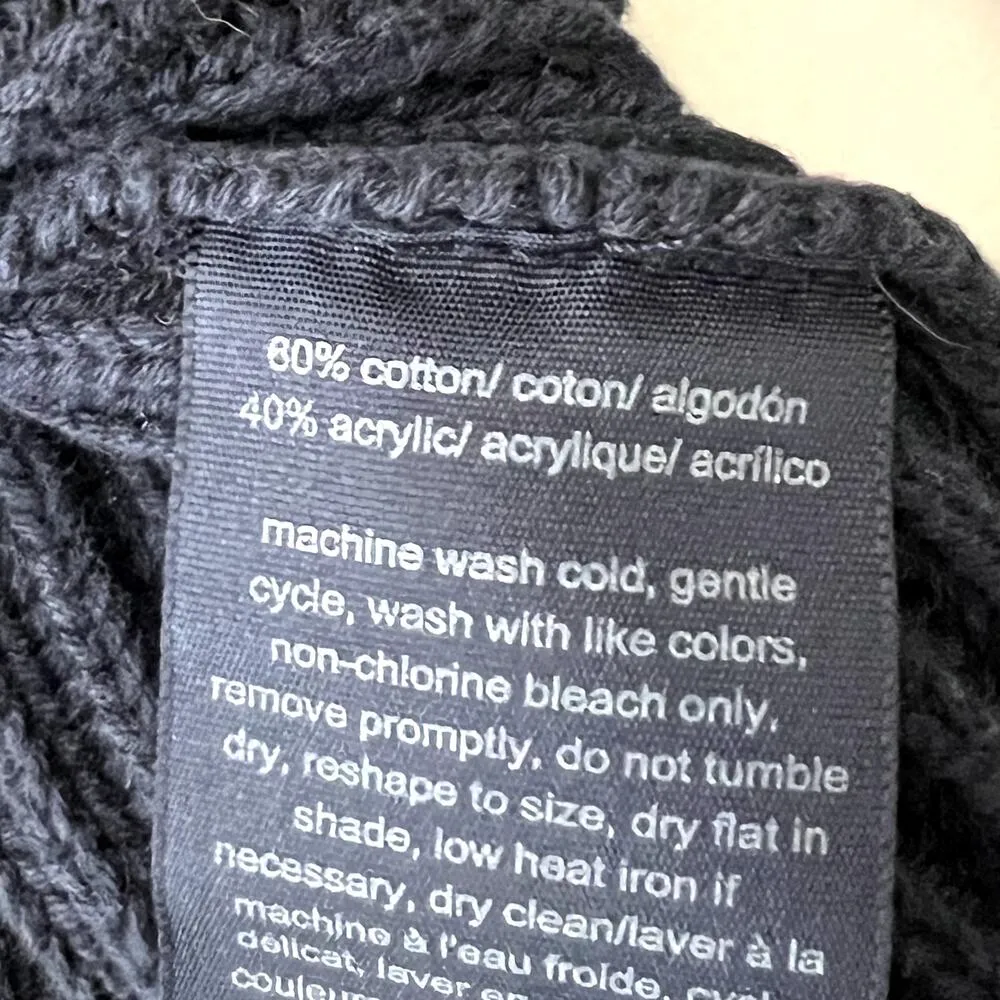 60% cotton/ coton/ algodón
40% acrylic/ acrylique/ acrílico
machine wash cold, gentle
cycle, wash with like colors,
non-chlorine bleach only,
remove promptly, do not tumble
dry, reshape to size, dry flat in
shade, low heat iron if
necessary, dry clean/laver à la
machine à l'eau froide,
délicat, laver en